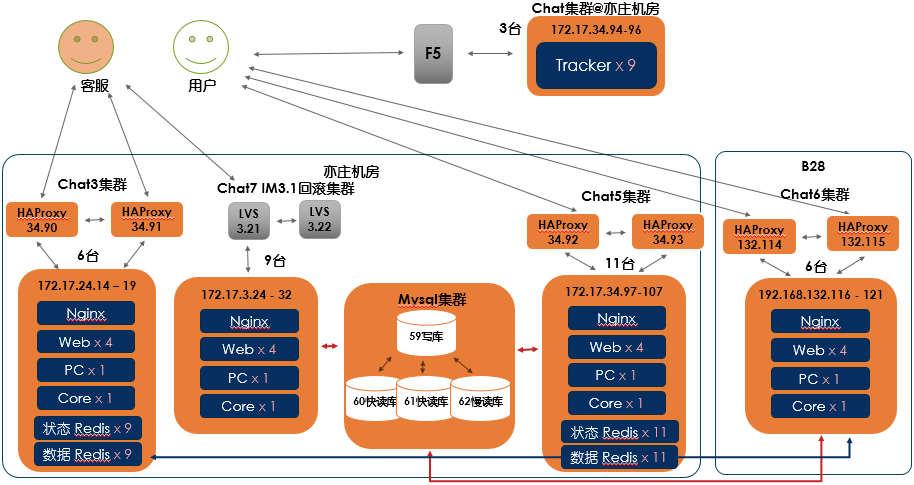 Chat集群@亦庄机房
3台
172.17.34.94-96
F5
Tracker x 9
客服
用户
亦庄机房
B28
Chat3集群
Chat7 IM3.1回滚集群
Chat5集群
Chat6集群
HAProxy
34.90
HAProxy
34.91
LVS
3.21
LVS
3.22
HAProxy
34.92
HAProxy
34.93
HAProxy
132.114
HAProxy
132.115
6台
9台
11台
6台
172.17.24.14 – 19
Nginx
Web x 4
PC x 1
Core x 1
状态 Redis x 9
数据 Redis x 9
172.17.3.24 - 32
Nginx
Web x 4
PC x 1
Core x 1
Mysql集群
59写库
60快读库
61快读库
62慢读库
172.17.34.97-107
Nginx
Web x 4
PC x 1
Core x 1
状态 Redis x 11
数据 Redis x 11
192.168.132.116 - 121
Nginx
Web x 4
PC x 1
Core x 1